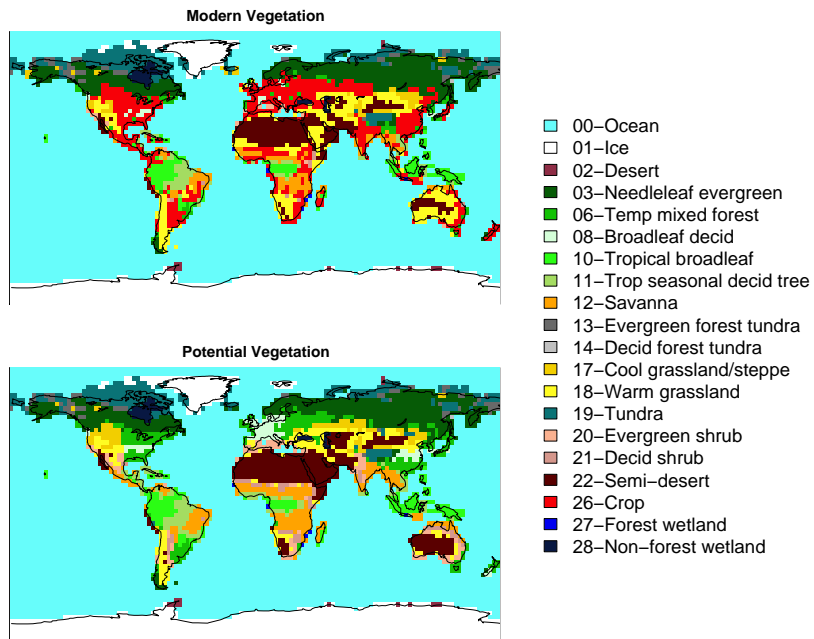 Modern Vegetation
Potential Vegetation
00−Ocean
01−Ice
02−Desert
03−Needleleaf evergreen
06−Temp mixed forest
08−Broadleaf decid
10−Tropical broadleaf
11−Trop seasonal decid tree
12−Savanna
13−Evergreen forest tundra
14−Decid forest tundra
17−Cool grassland/steppe
18−Warm grassland
19−Tundra
20−Evergreen shrub
21−Decid shrub
22−Semi−desert
26−Crop
27−Forest wetland
28−Non−forest wetland